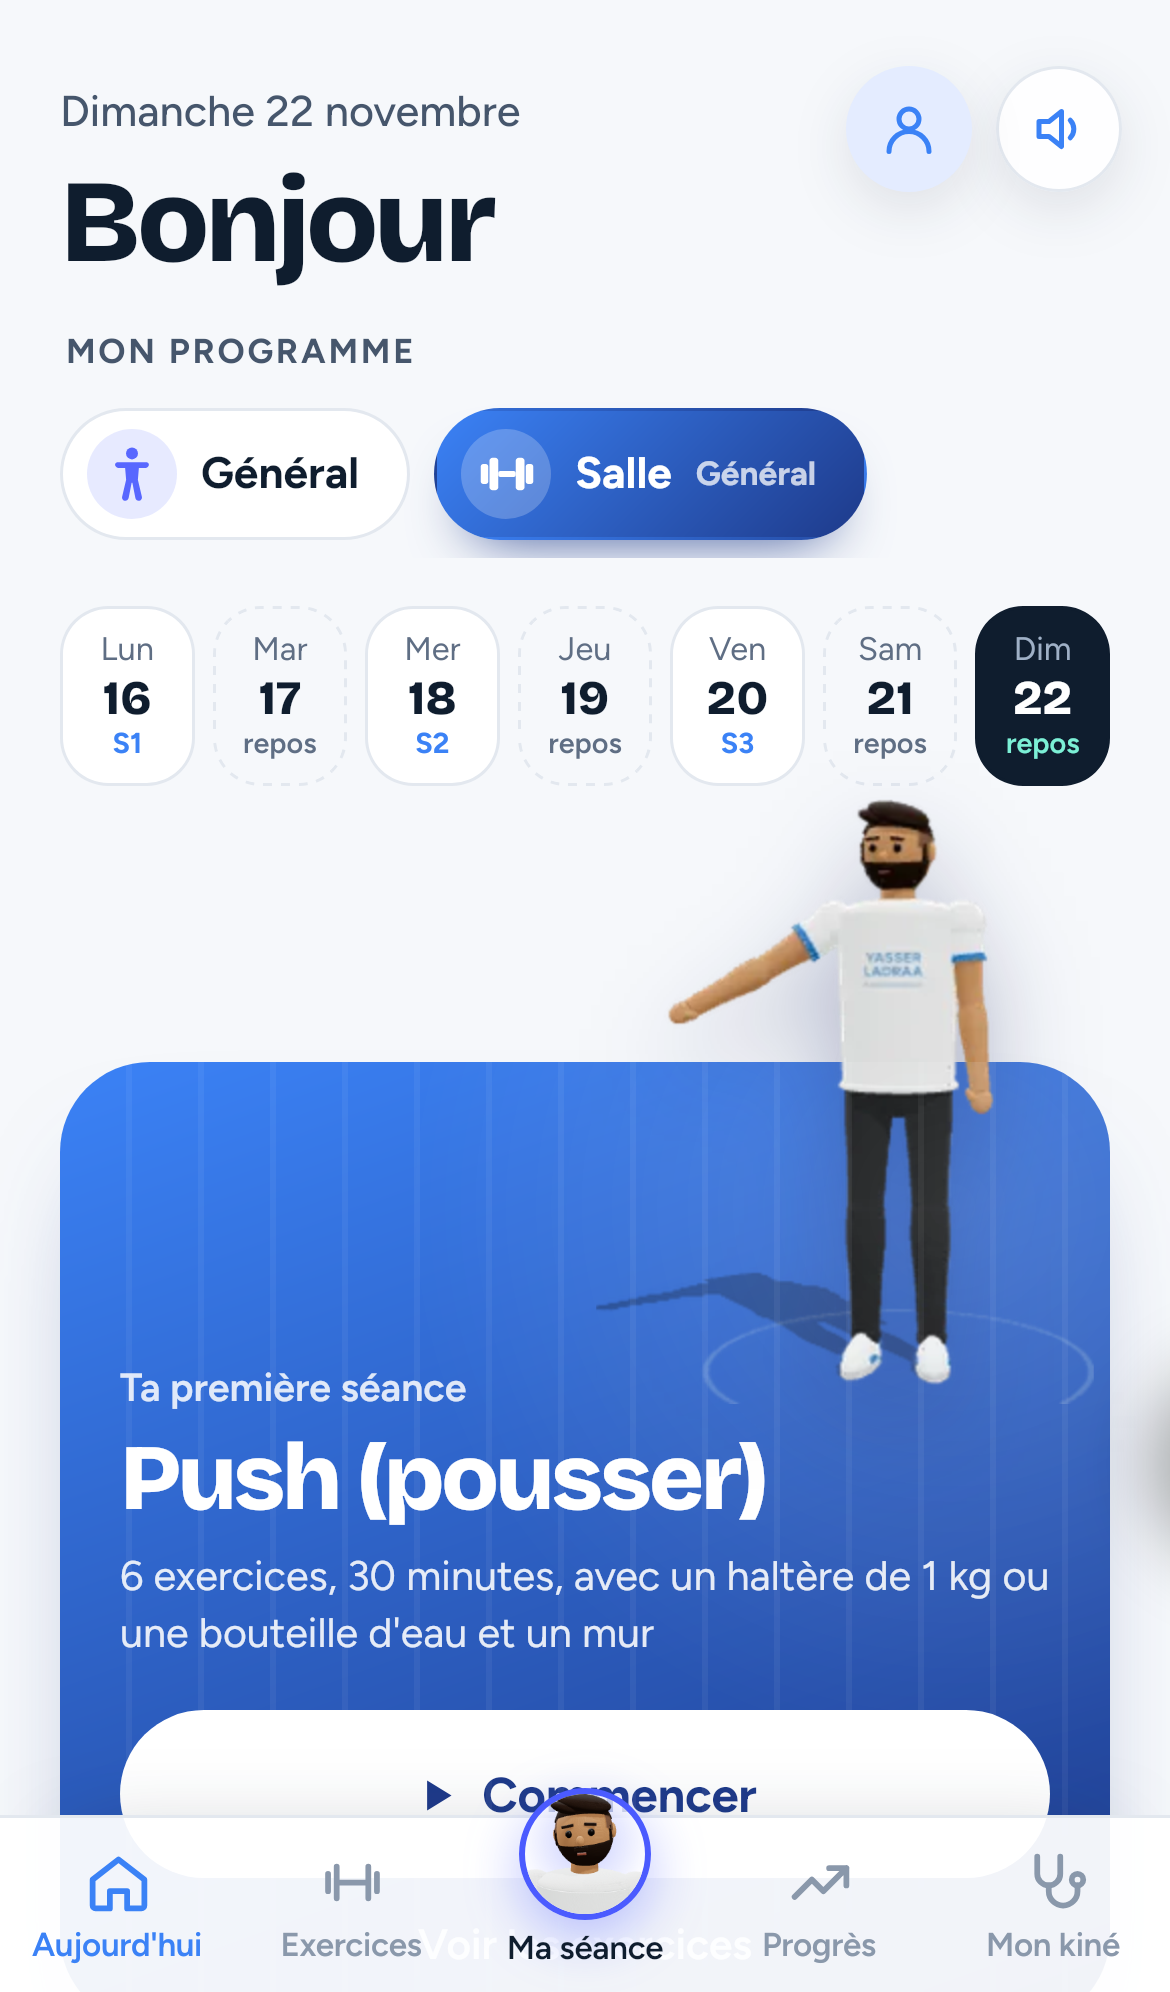 Dimanche 22 novembre
Bonjour
MON PROGRAMME
Général
Salle Général
Lun Mar Mer Jeu Ven Sam Dim
16 17 18 19 20 21 22
S1 repos S2 repos S3 repos repos
YASSER
LADRAA
Ta première séance
Push (pousser)
6 exercices, 30 minutes, avec un haltère de 1 kg ou
une bouteille d'eau et un mur
Commencer
Voir
Aujourd'hui Exercices Ma séance Progrès Mon kiné